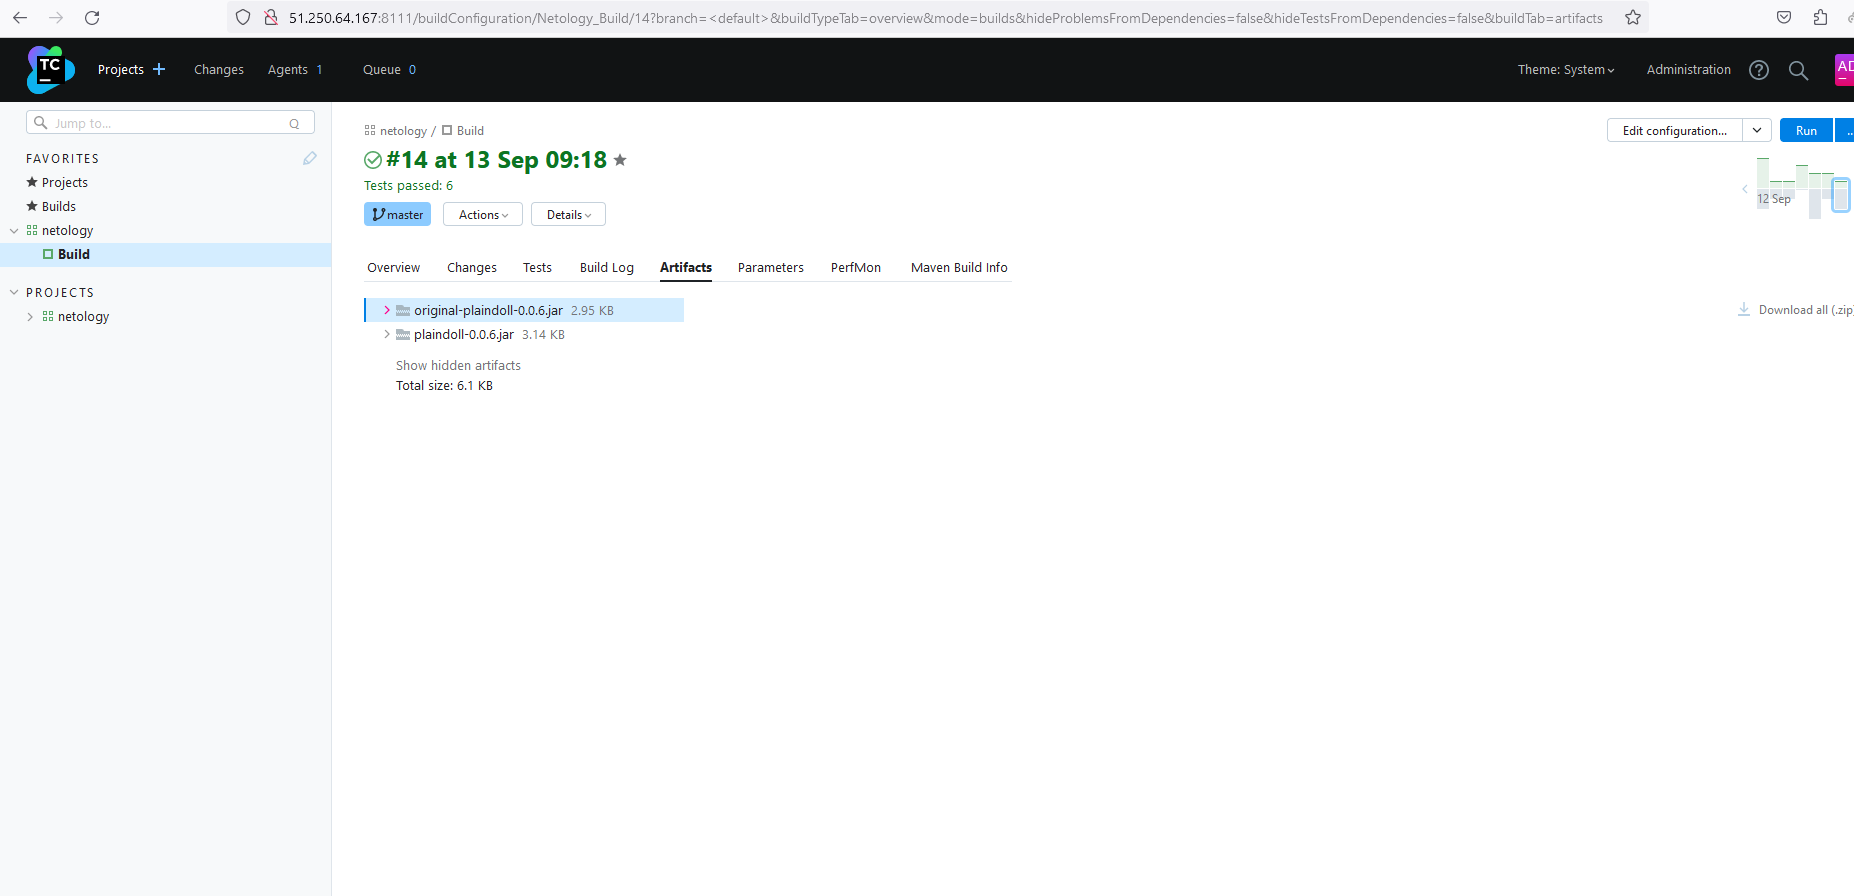 51.250.64.167:8111/buildConfiguration/Netology_Build/14?branch=<default>&buildTypeTab=overview&mode=builds&hideProblemsFromDependencies=false&hideTestsFromDependencies=false&buildTab=artifacts
TC Projects Changes Agents 1 Queue 0 Theme: System Administration AD
Jump to... Q
FAVORITES
Projects
Builds
netology
Build
PROJECTS
netology
netology / Build
Edit configuration... Run ..
#14 at 13 Sep 09:18
Tests passed: 6
12 Sep
master Actions Details
Overview Changes Tests Build Log Artifacts Parameters PerfMon Maven Build Info
original-plaindoll-0.0.6.jar 2.95 KB
Download all (.zip)
plaindoll-0.0.6.jar 3.14 KB
Show hidden artifacts
Total size: 6.1 KB